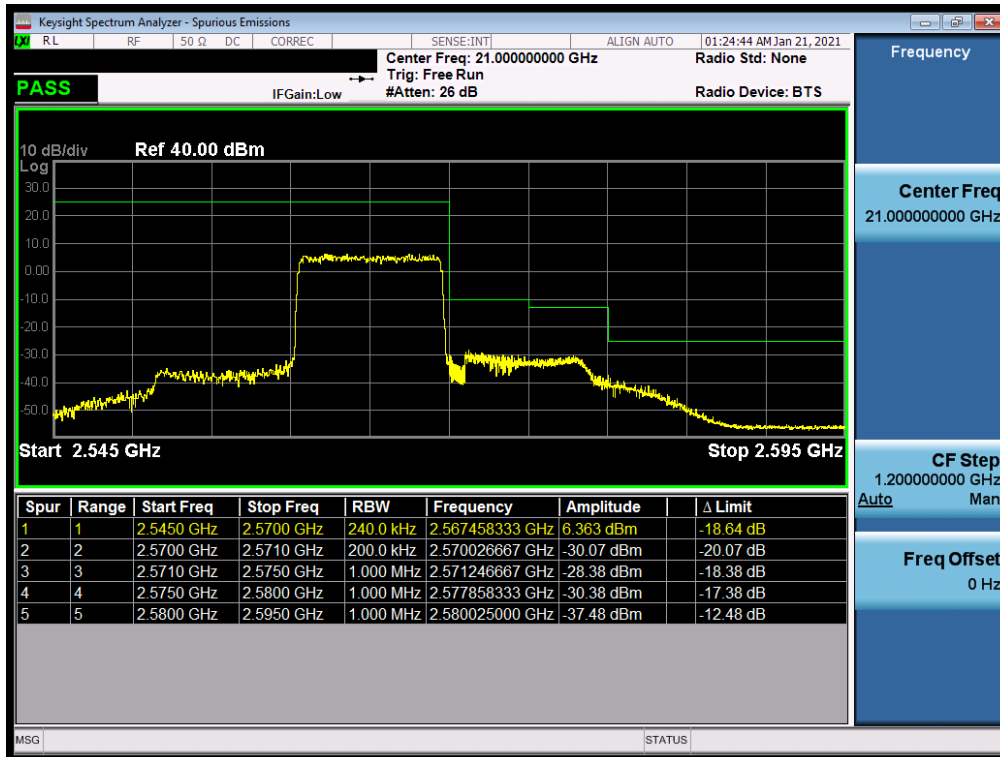 Keysight Spectrum Analyzer - Spurious Emissions
LXI RL RF 50 Ω DC CORREC SENSE:INT ALIGN AUTO 01:24:44 AM Jan 21, 2021
Center Freq: 21.000000000 GHz Radio Std: None
Trig: Free Run
PASS IFGain:Low #Atten: 26 dB Radio Device: BTS
10 dB/div Ref 40.00 dBm
Log
30.0
20.0
10.0
0.00
-10.0
-20.0
-30.0
-40.0
-50.0
Start 2.545 GHz Stop 2.595 GHz
Spur Range Start Freq Stop Freq RBW Frequency Amplitude Δ Limit
1 1 2.5450 GHz 2.5700 GHz 240.0 kHz 2.567458333 GHz 6.363 dBm -18.64 dB
2 2 2.5700 GHz 2.5710 GHz 200.0 kHz 2.570026667 GHz -30.07 dBm -20.07 dB
3 3 2.5710 GHz 2.5750 GHz 1.000 MHz 2.571246667 GHz -28.38 dBm -18.38 dB
4 4 2.5750 GHz 2.5800 GHz 1.000 MHz 2.577858333 GHz -30.38 dBm -17.38 dB
5 5 2.5800 GHz 2.5950 GHz 1.000 MHz 2.580025000 GHz -37.48 dBm -12.48 dB
MSG STATUS
Frequency
Center Freq
21.000000000 GHz
CF Step
1.200000000 GHz
Auto Man
Freq Offset
0 Hz